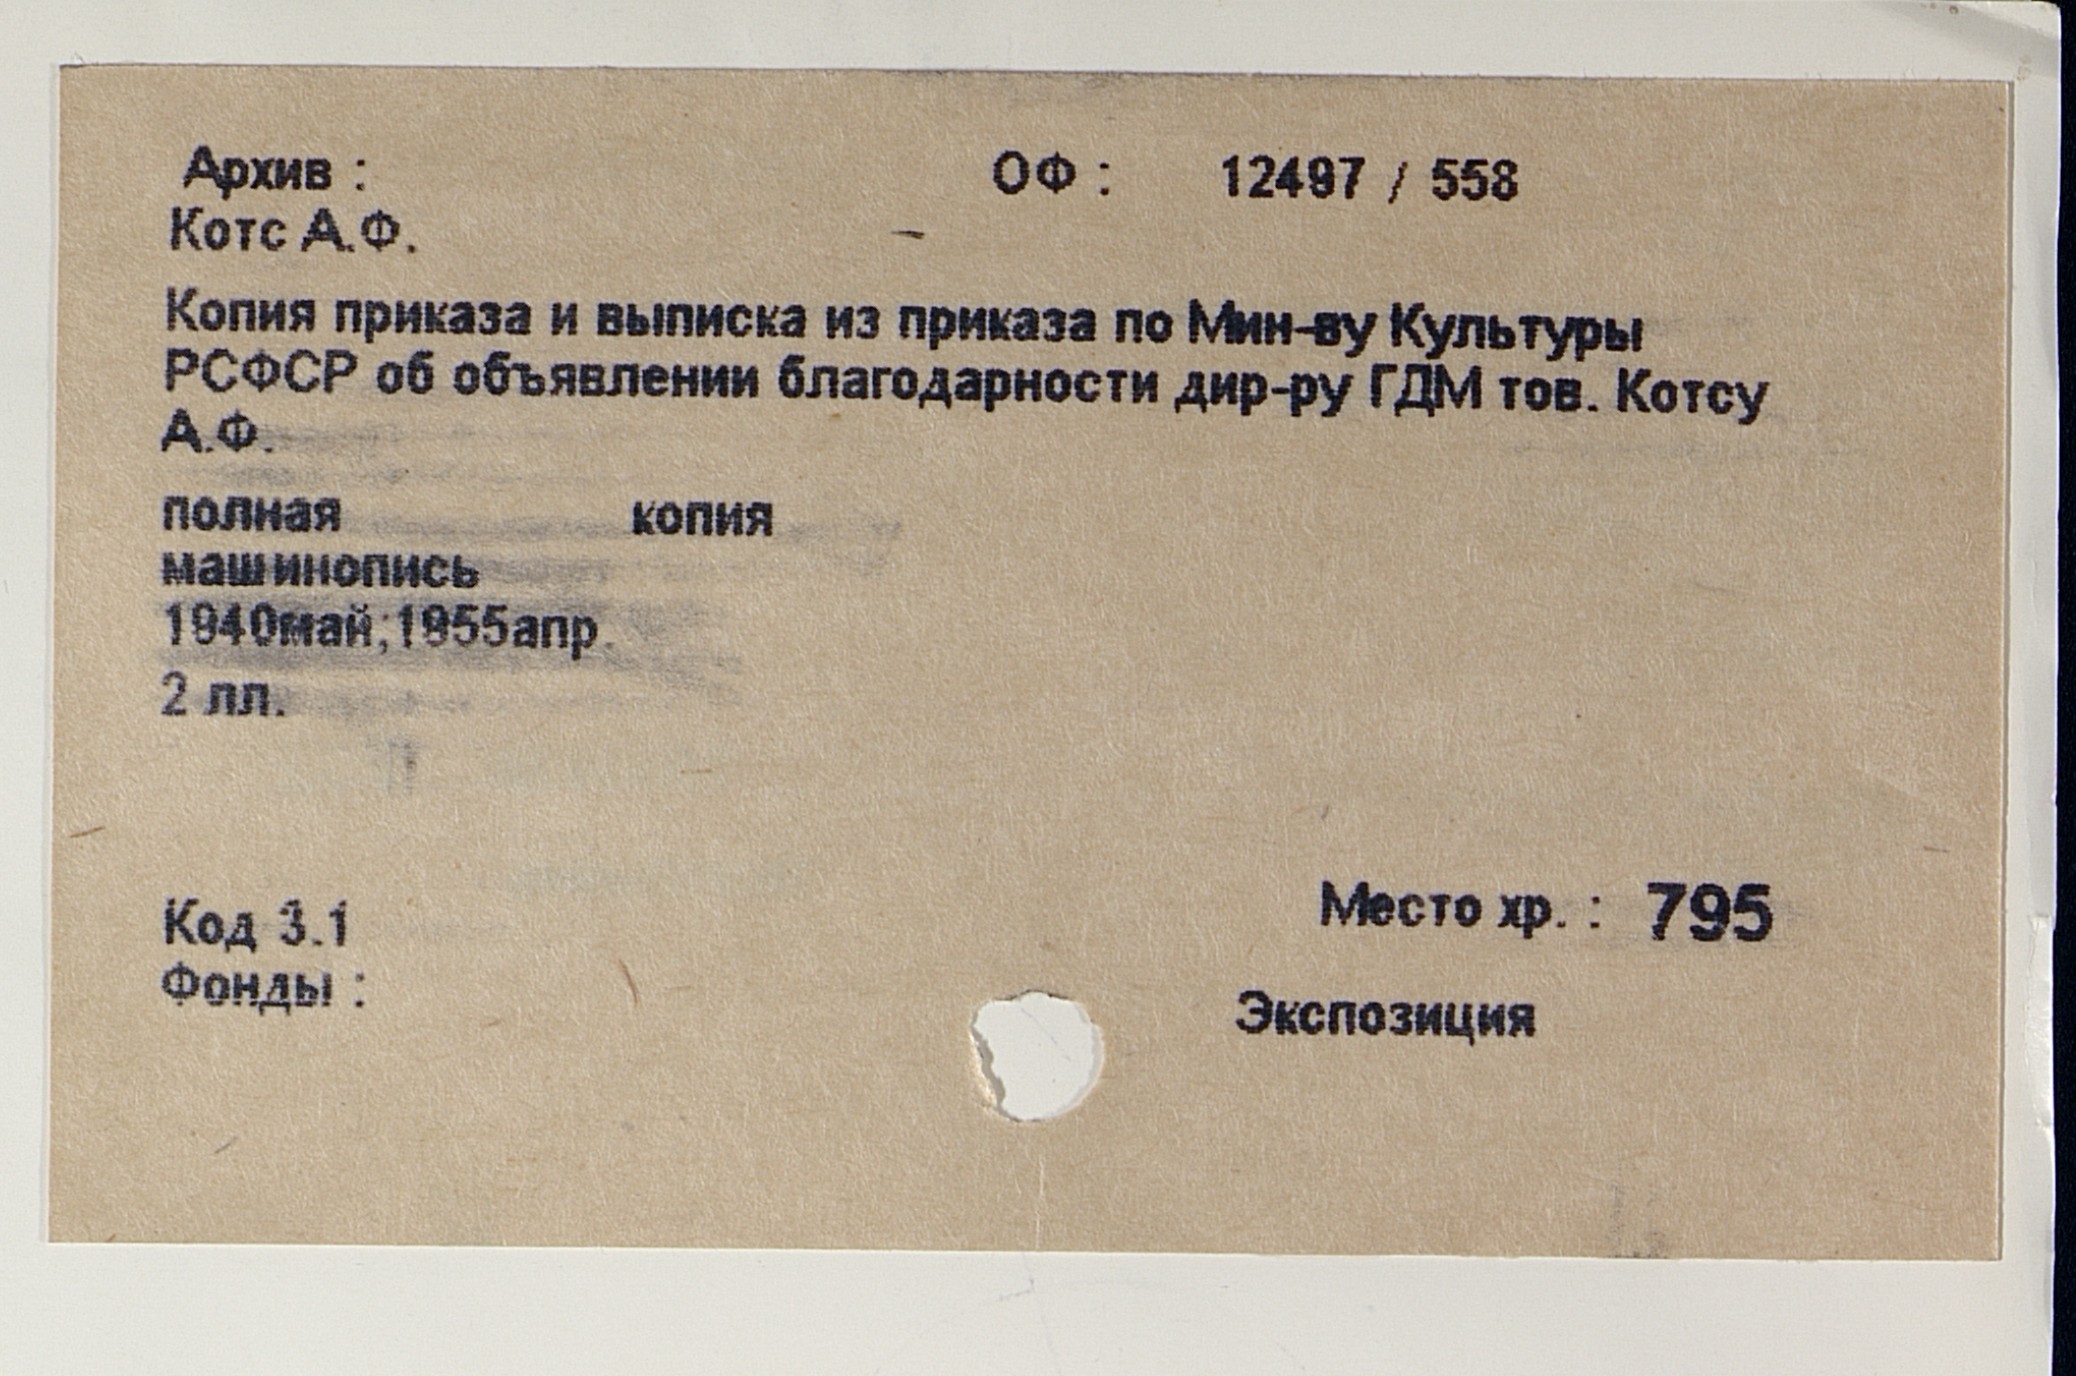 Архив :
ОФ : 12497 / 558
Котс А.Ф.
Копия приказа и выписка из приказа по Мин-ву Культуры
РСФСР об объявлении благодарности дир-ру ГДМ тов. Котсу
А.Ф.
полная копия
машинопись
1940май;1955апр.
2 лл.
Код 3.1
Место хр. : 795
Фонды :
Экспозиция